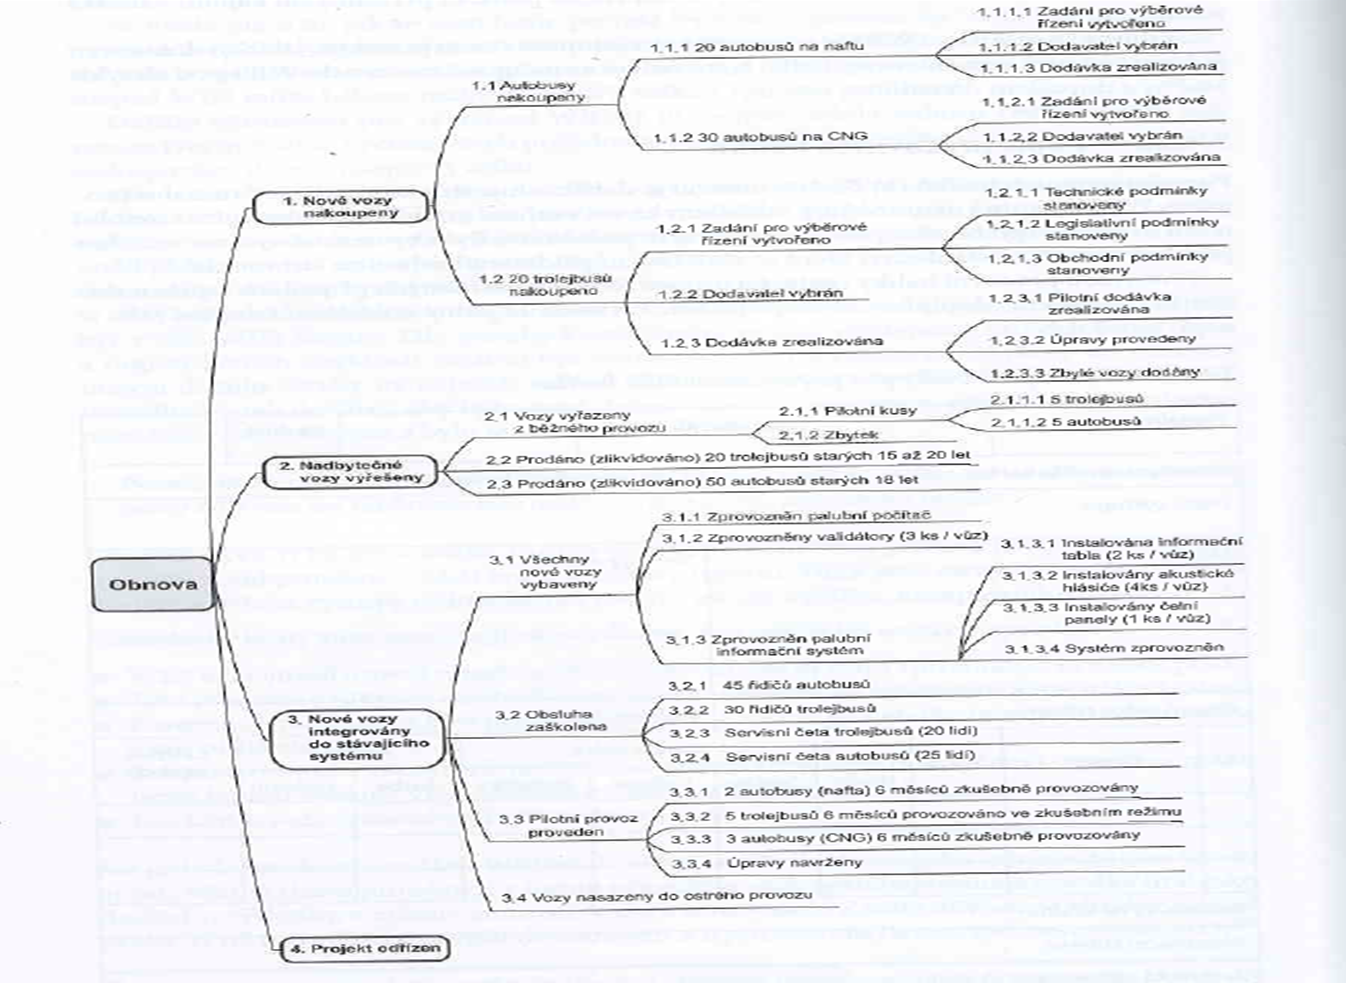 1.1.1.1 Zadání pro výběrové
řízení vytvořeno
1.1.1 20 autobusů na naftu
1.1.1.2 Dodavatel vybrán
1.1.1.3 Dodávka zrealizována
1.1 Autobusy
nakoupeny
1.1.2.1 Zadání pro výběrové
řízení vytvořeno
1.1.2 30 autobusů na CNG
1.1.2.2 Dodavatel vybrán
1.1.2.3 Dodávka zrealizována
1. Nové vozy
nakoupeny
1.2.1.1 Technické podmínky
stanoveny
1.2.1 Zadání pro výběrové
řízení vytvořeno
1.2.1.2 Legislativní podmínky
stanoveny
1.2.1.3 Obchodní podmínky
stanoveny
1.2 20 trolejbusů
nakoupeno
1.2.2 Dodavatel vybrán
1.2.3.1 Pilotní dodávka
zrealizována
1.2.3 Dodávka zrealizována
1.2.3.2 Úpravy provedeny
1.2.3.3 Zbylé vozy dodány
2.1 Vozy vyřazeny
z běžného provozu
2.1.1 Pilotní kusy
2.1.1.1 5 trolejbusů
2.1.1.2 5 autobusů
2.1.2 Zbytek
2. Nadbytečné
vozy vyřešeny
2.2 Prodáno (zlikvidováno) 20 trolejbusů starých 15 až 20 let
2.3 Prodáno (zlikvidováno) 50 autobusů starých 18 let
Obnova
3.1.1 Zprovozněn palubní počítač
3.1.2 Zprovozněny validátory (3 ks / vůz)
3.1 Všechny
nové vozy
vybaveny
3.1.3.1 Instalována informační
tabla (2 ks / vůz)
3.1.3.2 Instalovány akustické
hlásiče (4ks / vůz)
3.1.3.3 Instalovány čelní
panely (1 ks / vůz)
3.1.3 Zprovozněn palubní
informační systém
3.1.3.4 Systém zprovozněn
3. Nové vozy
integrovány
do stávajícího
systému
3.2 Obsluha
zaškolena
3.2.1 45 řidičů autobusů
3.2.2 30 řidičů trolejbusů
3.2.3 Servisní četa trolejbusů (20 lidí)
3.2.4 Servisní četa autobusů (25 lidí)
3.3 Pilotní provoz
proveden
3.3.1 2 autobusy (nafta) 6 měsíců zkušebně provozovány
3.3.2 5 trolejbusů 6 měsíců provozováno ve zkušebním režimu
3.3.3 3 autobusy (CNG) 6 měsíců zkušebně provozovány
3.3.4 Úpravy navrženy
3.4 Vozy nasazeny do ostrého provozu
4. Projekt odřízen